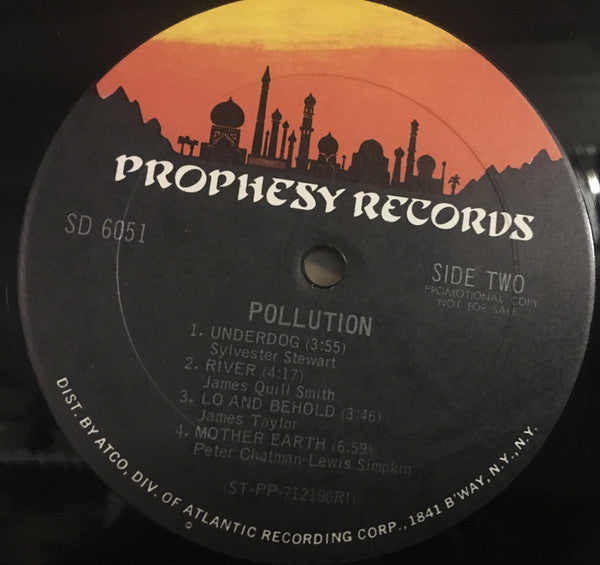 PROPHESY RECORDS
SD 6051
SIDE TWO
PROMOTIONAL COPY
NOT FOR SALE
POLLUTION
1. UNDERDOG (3:55)
Sylvester Stewart
2. RIVER (4:17)
James Quill Smith
3. LO AND BEHOLD (3:46)
James Taylor
4. MOTHER EARTH (6:59)
Peter Chatman-Lewis Simpkin
(ST-PP-712196RI)
DIST. BY ATCO, DIV. OF ATLANTIC RECORDING CORP., 1841 B'WAY, N.Y., N.Y.